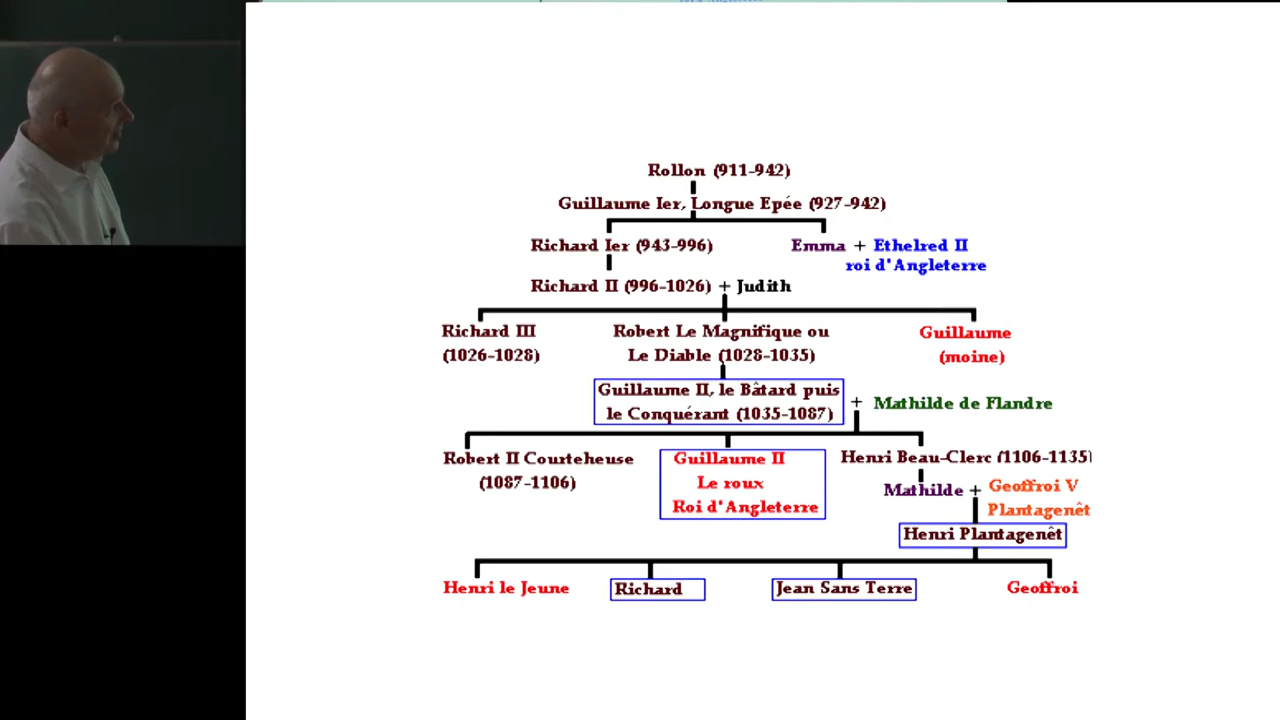 Rollon (911-942)
Guillaume Ier, Longue Epée (927-942)
Richard Ier (943-996)
Emma + Ethelred II
roi d'Angleterre
Richard II (996-1026) + Judith
Richard III
(1026-1028)
Robert Le Magnifique ou
Le Diable (1028-1035)
Guillaume
(moine)
Guillaume II, le Bâtard puis
le Conquérant (1035-1087)
+ Mathilde de Flandre
Robert II Courteheuse
(1087-1106)
Guillaume II
Le roux
Roi d'Angleterre
Henri Beau-Clerc (1106-1135)
Mathilde + Geoffroi V
Plantagenêt
Henri Plantagenêt
Henri le Jeune
Richard
Jean Sans Terre
Geoffroi